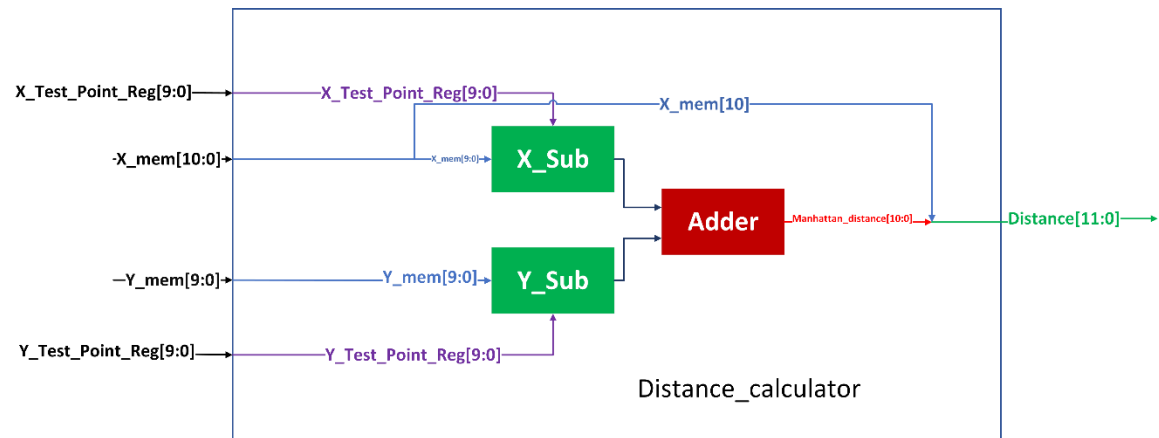 X_Test_Point_Reg[9:0]
X_Test_Point_Reg[9:0]
X_mem[10]
X_mem[10:0]
X_mem[9:0]
X_Sub
Adder
Manhattan_distance[10:0]
Distance[11:0]
Y_mem[9:0]
Y_mem[9:0]
Y_Sub
Y_Test_Point_Reg[9:0]
Y_Test_Point_Reg[9:0]
Distance_calculator